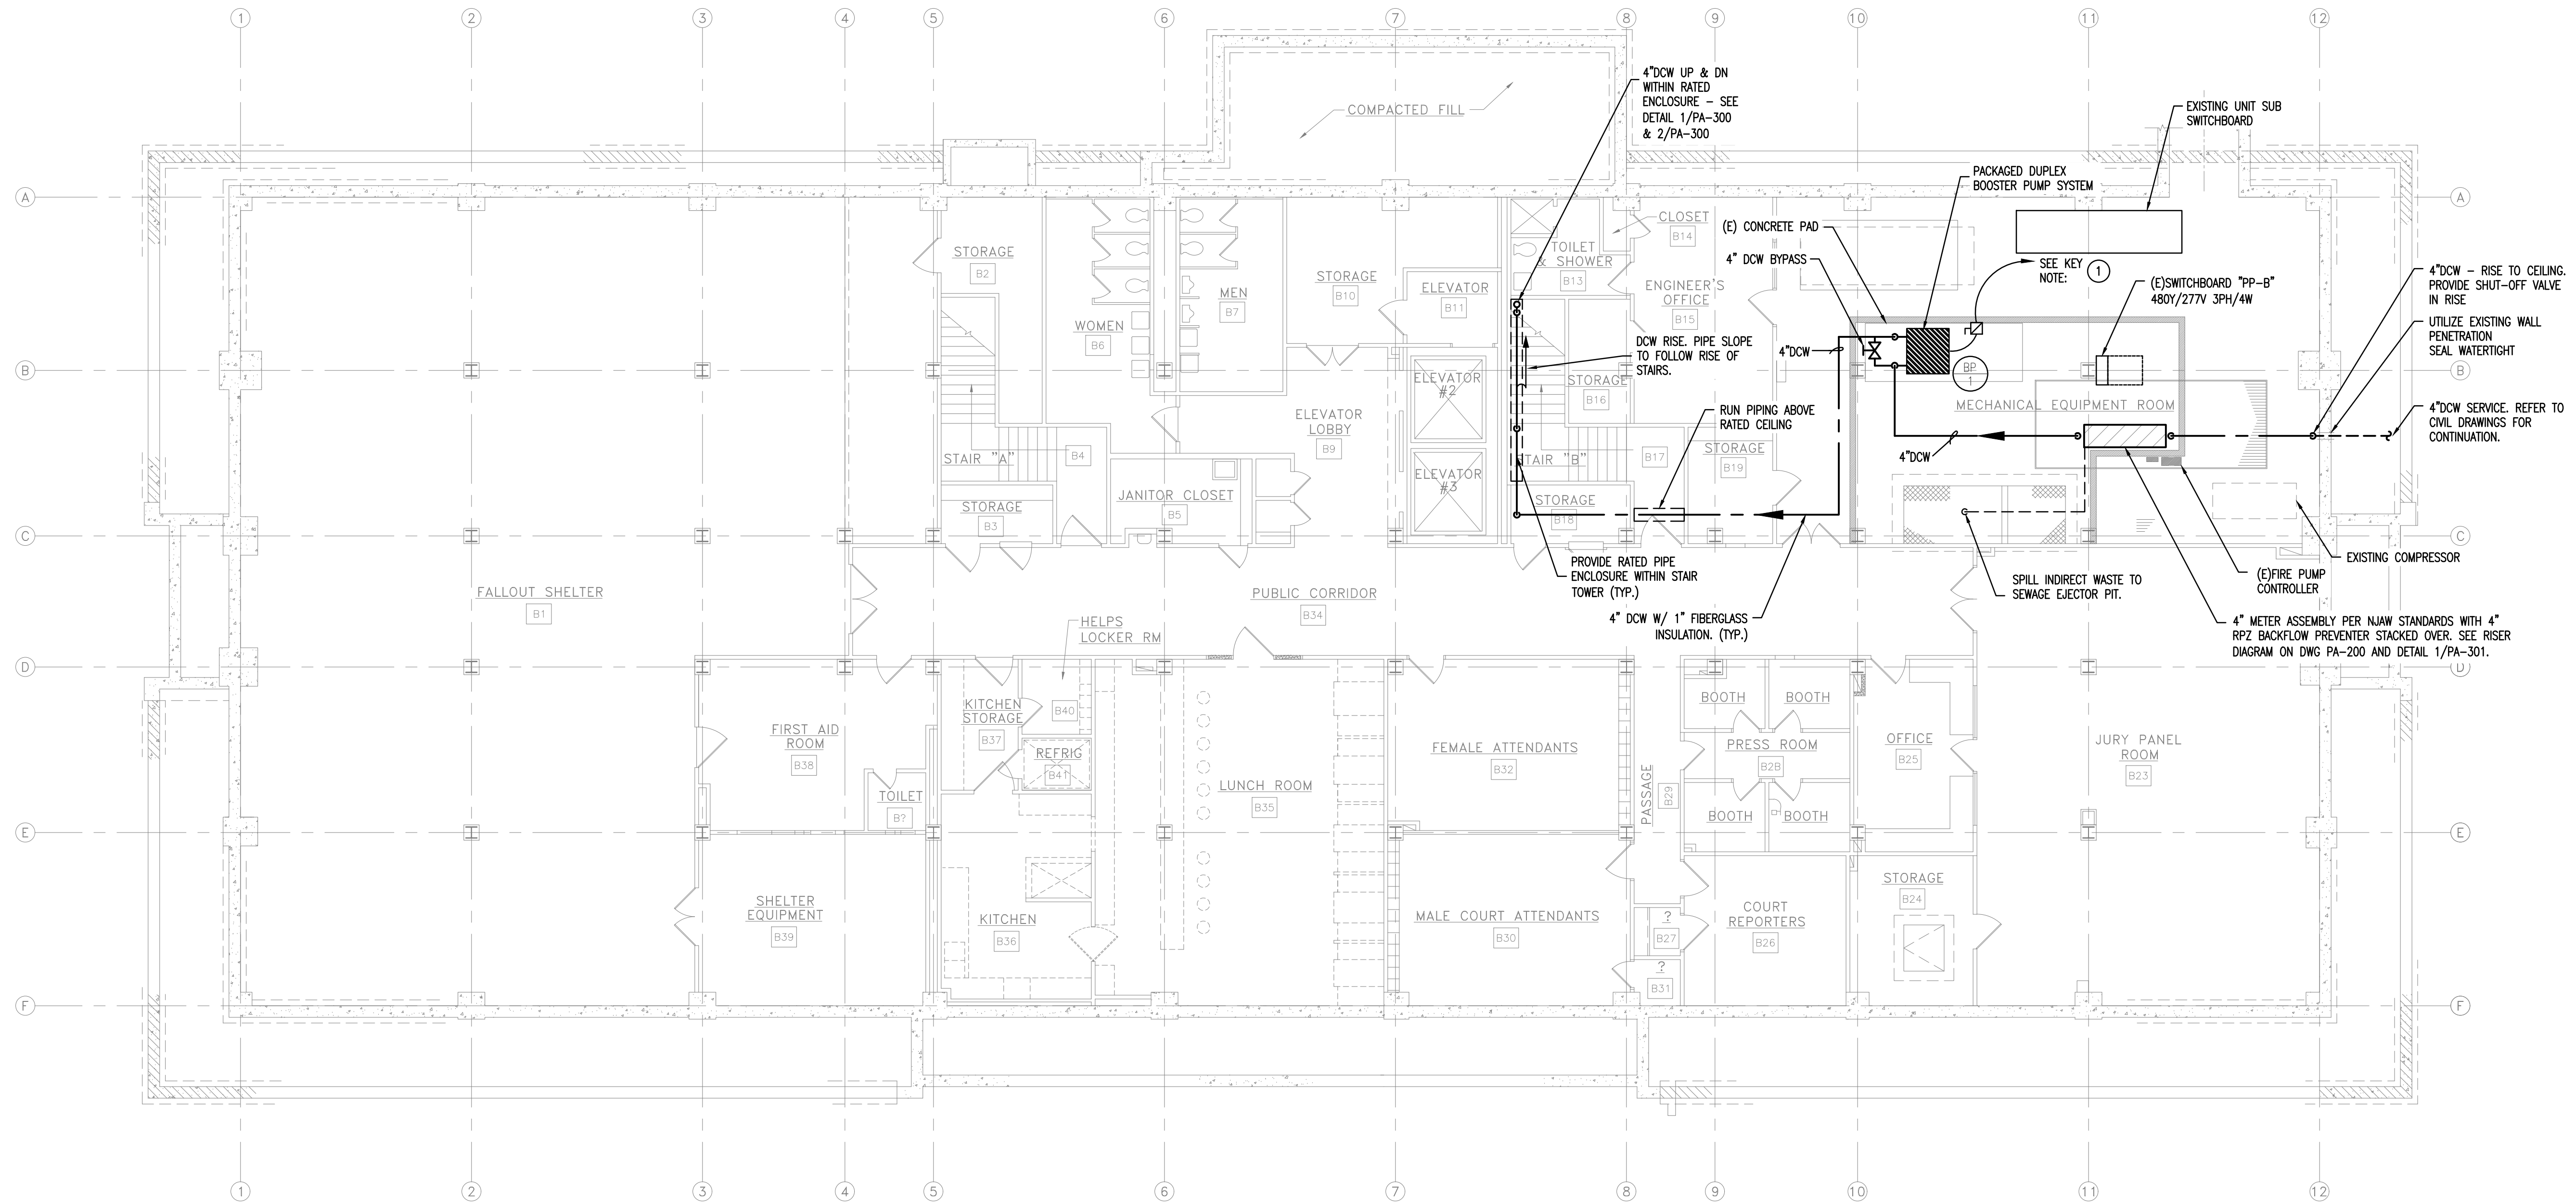 1
2
3
4
5
6
7
8
9
10
11
12
4"DCW UP & DN
WITHIN RATED
ENCLOSURE – SEE
DETAIL 1/PA–300
& 2/PA–300
COMPACTED FILL
EXISTING UNIT SUB
SWITCHBOARD
PACKAGED DUPLEX
BOOSTER PUMP SYSTEM
A
A
CLOSET
B14
(E) CONCRETE PAD
4" DCW BYPASS
SEE KEY
NOTE:
1
(E)SWITCHBOARD "PP–B"
480Y/277V 3PH/4W
4"DCW – RISE TO CEILING.
PROVIDE SHUT–OFF VALVE
IN RISE
UTILIZE EXISTING WALL
PENETRATION
SEAL WATERTIGHT
4"DCW SERVICE. REFER TO
CIVIL DRAWINGS FOR
CONTINUATION.
STORAGE
B2
WOMEN
B6
MEN
B7
STORAGE
B10
ELEVATOR
B11
TOILET
& SHOWER
B13
ENGINEER'S
OFFICE
B15
DCW RISE. PIPE SLOPE
TO FOLLOW RISE OF
STAIRS.
4"DCW
B
B
BP
1
ELEVATOR
#2
STORAGE
B16
MECHANICAL EQUIPMENT ROOM
RUN PIPING ABOVE
RATED CEILING
ELEVATOR
LOBBY
B9
STAIR "A"
B4
ELEVATOR
#3
STAIR "B"
B17
STORAGE
B19
4"DCW
JANITOR CLOSET
B5
STORAGE
B3
STORAGE
B18
C
C
PROVIDE RATED PIPE
ENCLOSURE WITHIN STAIR
TOWER (TYP.)
4" DCW W/ 1" FIBERGLASS
INSULATION. (TYP.)
SPILL INDIRECT WASTE TO
SEWAGE EJECTOR PIT.
EXISTING COMPRESSOR
(E)FIRE PUMP
CONTROLLER
4" METER ASSEMBLY PER NJAW STANDARDS WITH 4"
RPZ BACKFLOW PREVENTER STACKED OVER. SEE RISER
DIAGRAM ON DWG PA–200 AND DETAIL 1/PA–301.
FALLOUT SHELTER
B1
PUBLIC CORRIDOR
B34
HELPS
LOCKER RM
D
D
KITCHEN
STORAGE
B37
B40
REFRIG
B41
FIRST AID
ROOM
B38
TOILET
B?
LUNCH ROOM
B35
FEMALE ATTENDANTS
B32
PASSAGE
B29
BOOTH
BOOTH
PRESS ROOM
B28
BOOTH
BOOTH
OFFICE
B25
JURY PANEL
ROOM
B23
E
E
SHELTER
EQUIPMENT
B39
KITCHEN
B36
MALE COURT ATTENDANTS
B30
?
B27
?
B31
COURT
REPORTERS
B26
STORAGE
B24
F
F
1
2
3
4
5
6
7
8
9
10
11
12